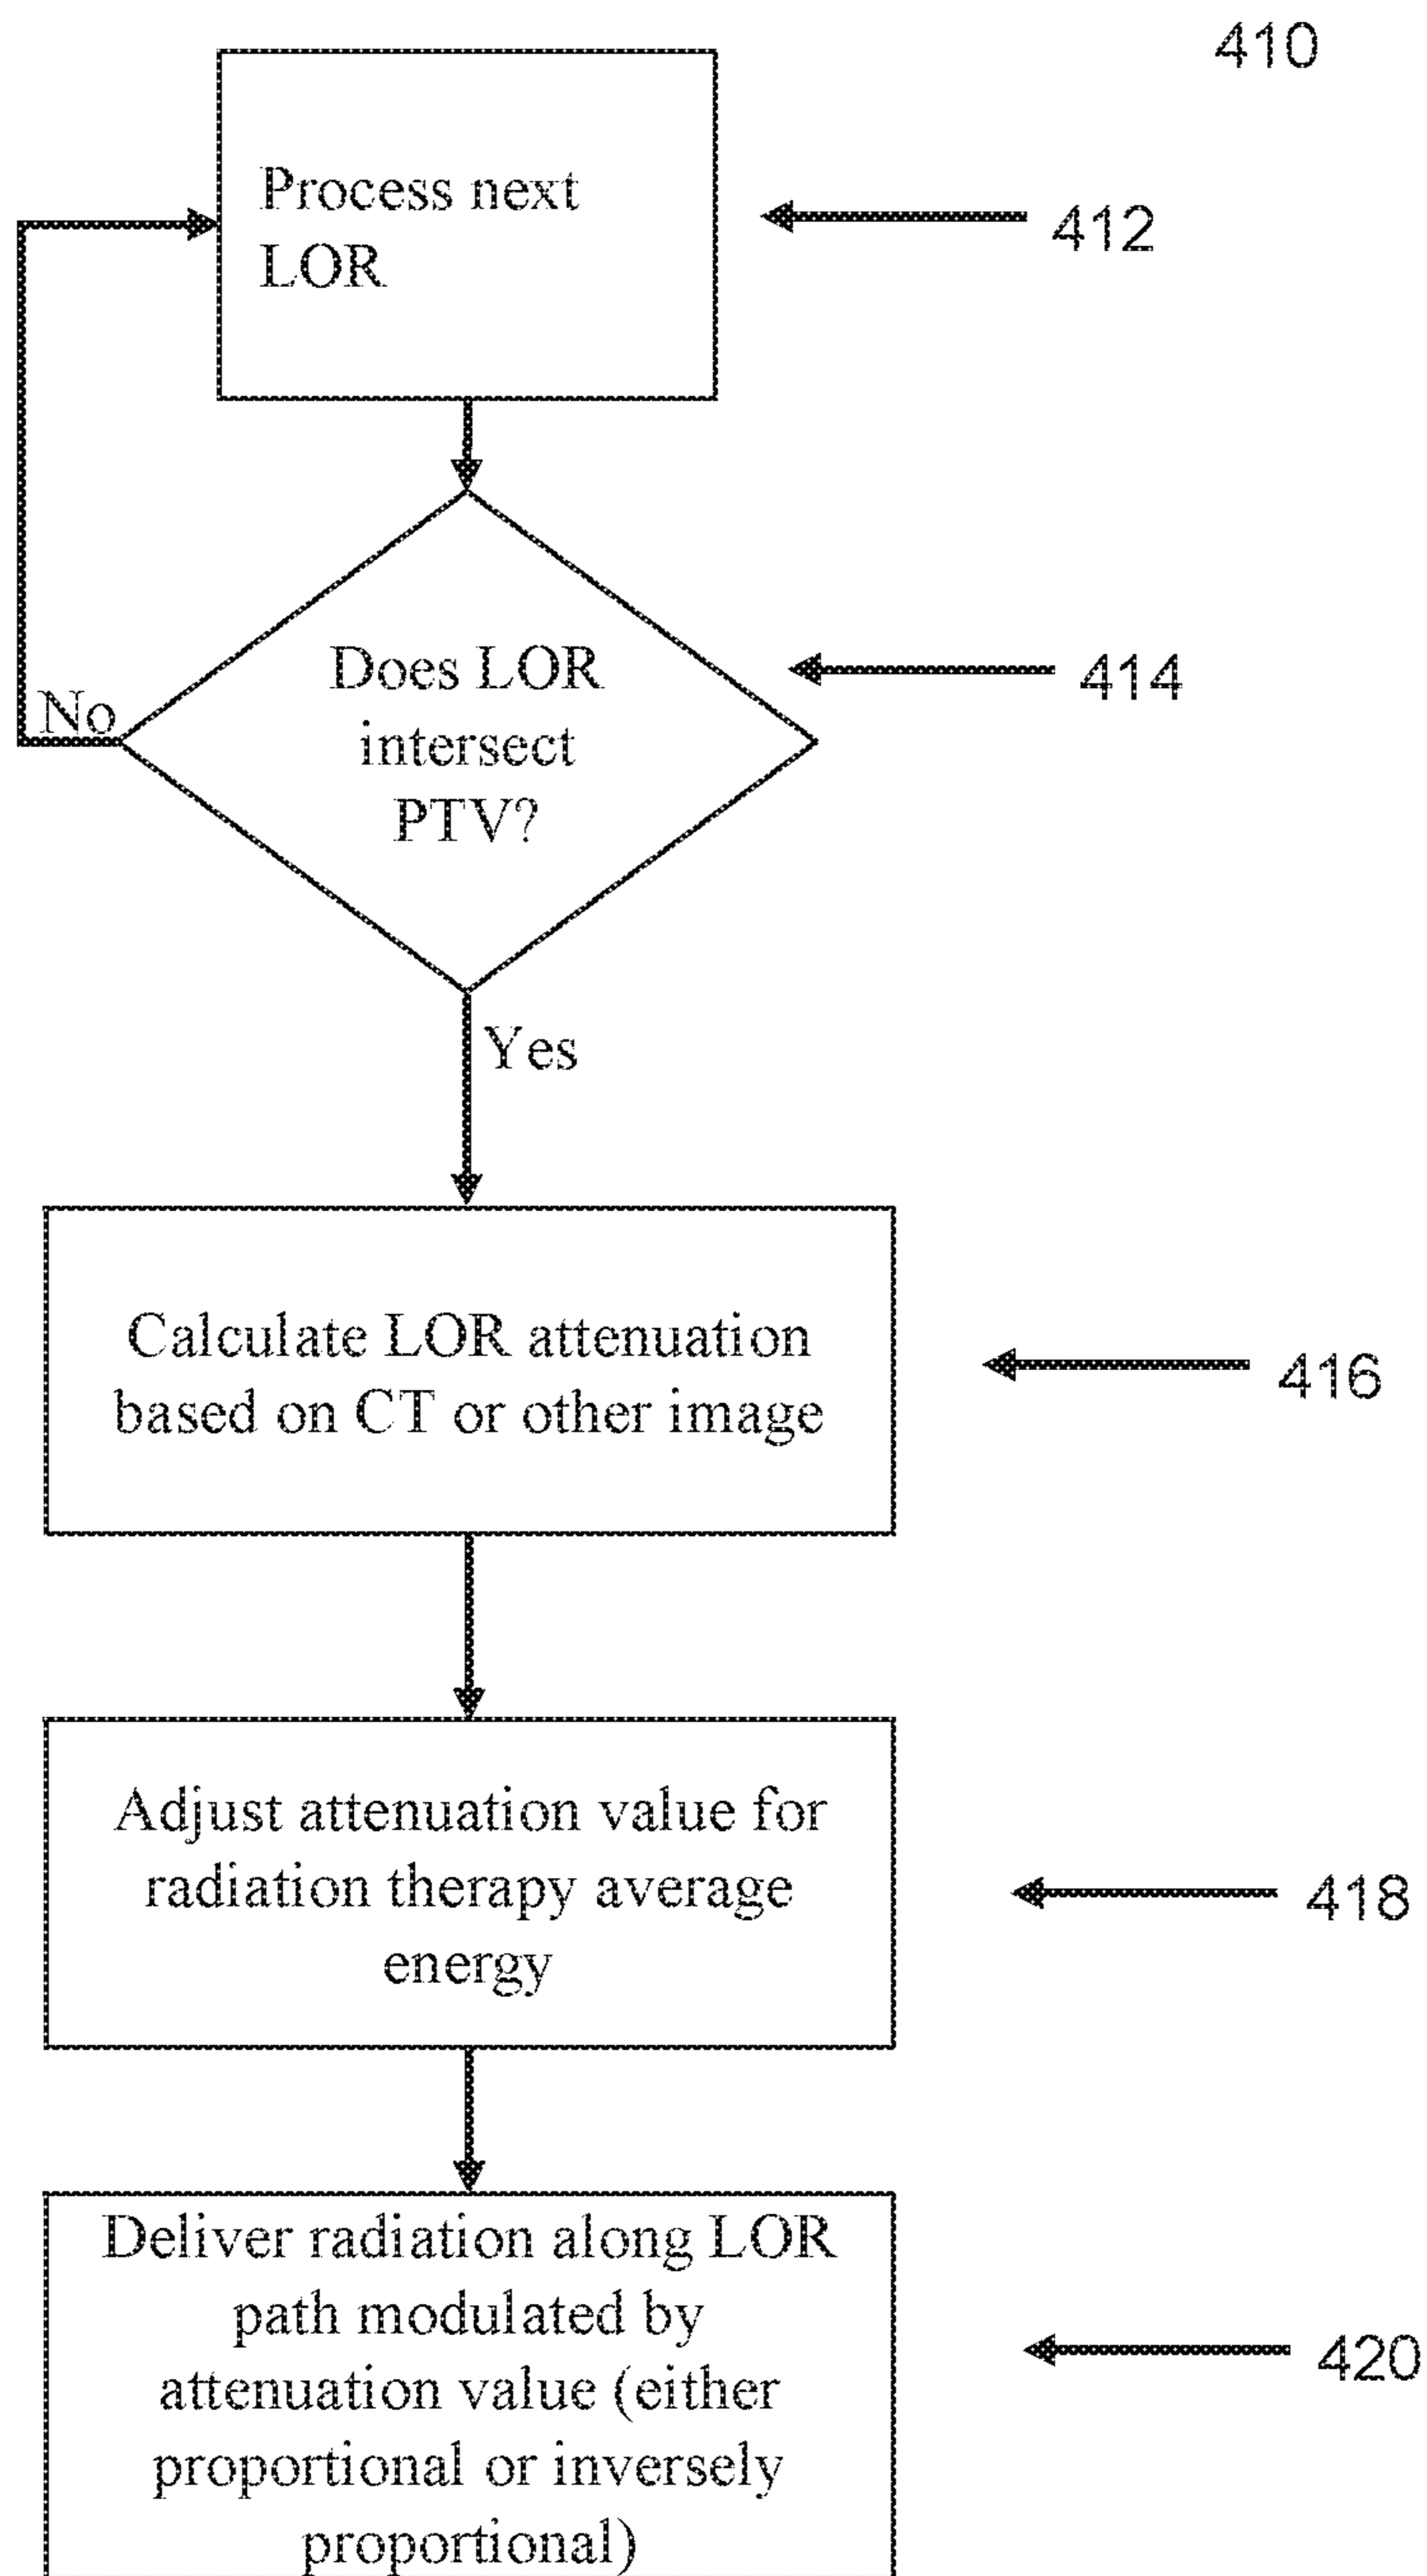 410
Process next
LOR
412
Does LOR
intersect
PTV?
414
No
Yes
Calculate LOR attenuation
based on CT or other image
416
Adjust attenuation value for
radiation therapy average
energy
418
Deliver radiation along LOR
path modulated by
attenuation value (either
proportional or inversely
proportional)
420